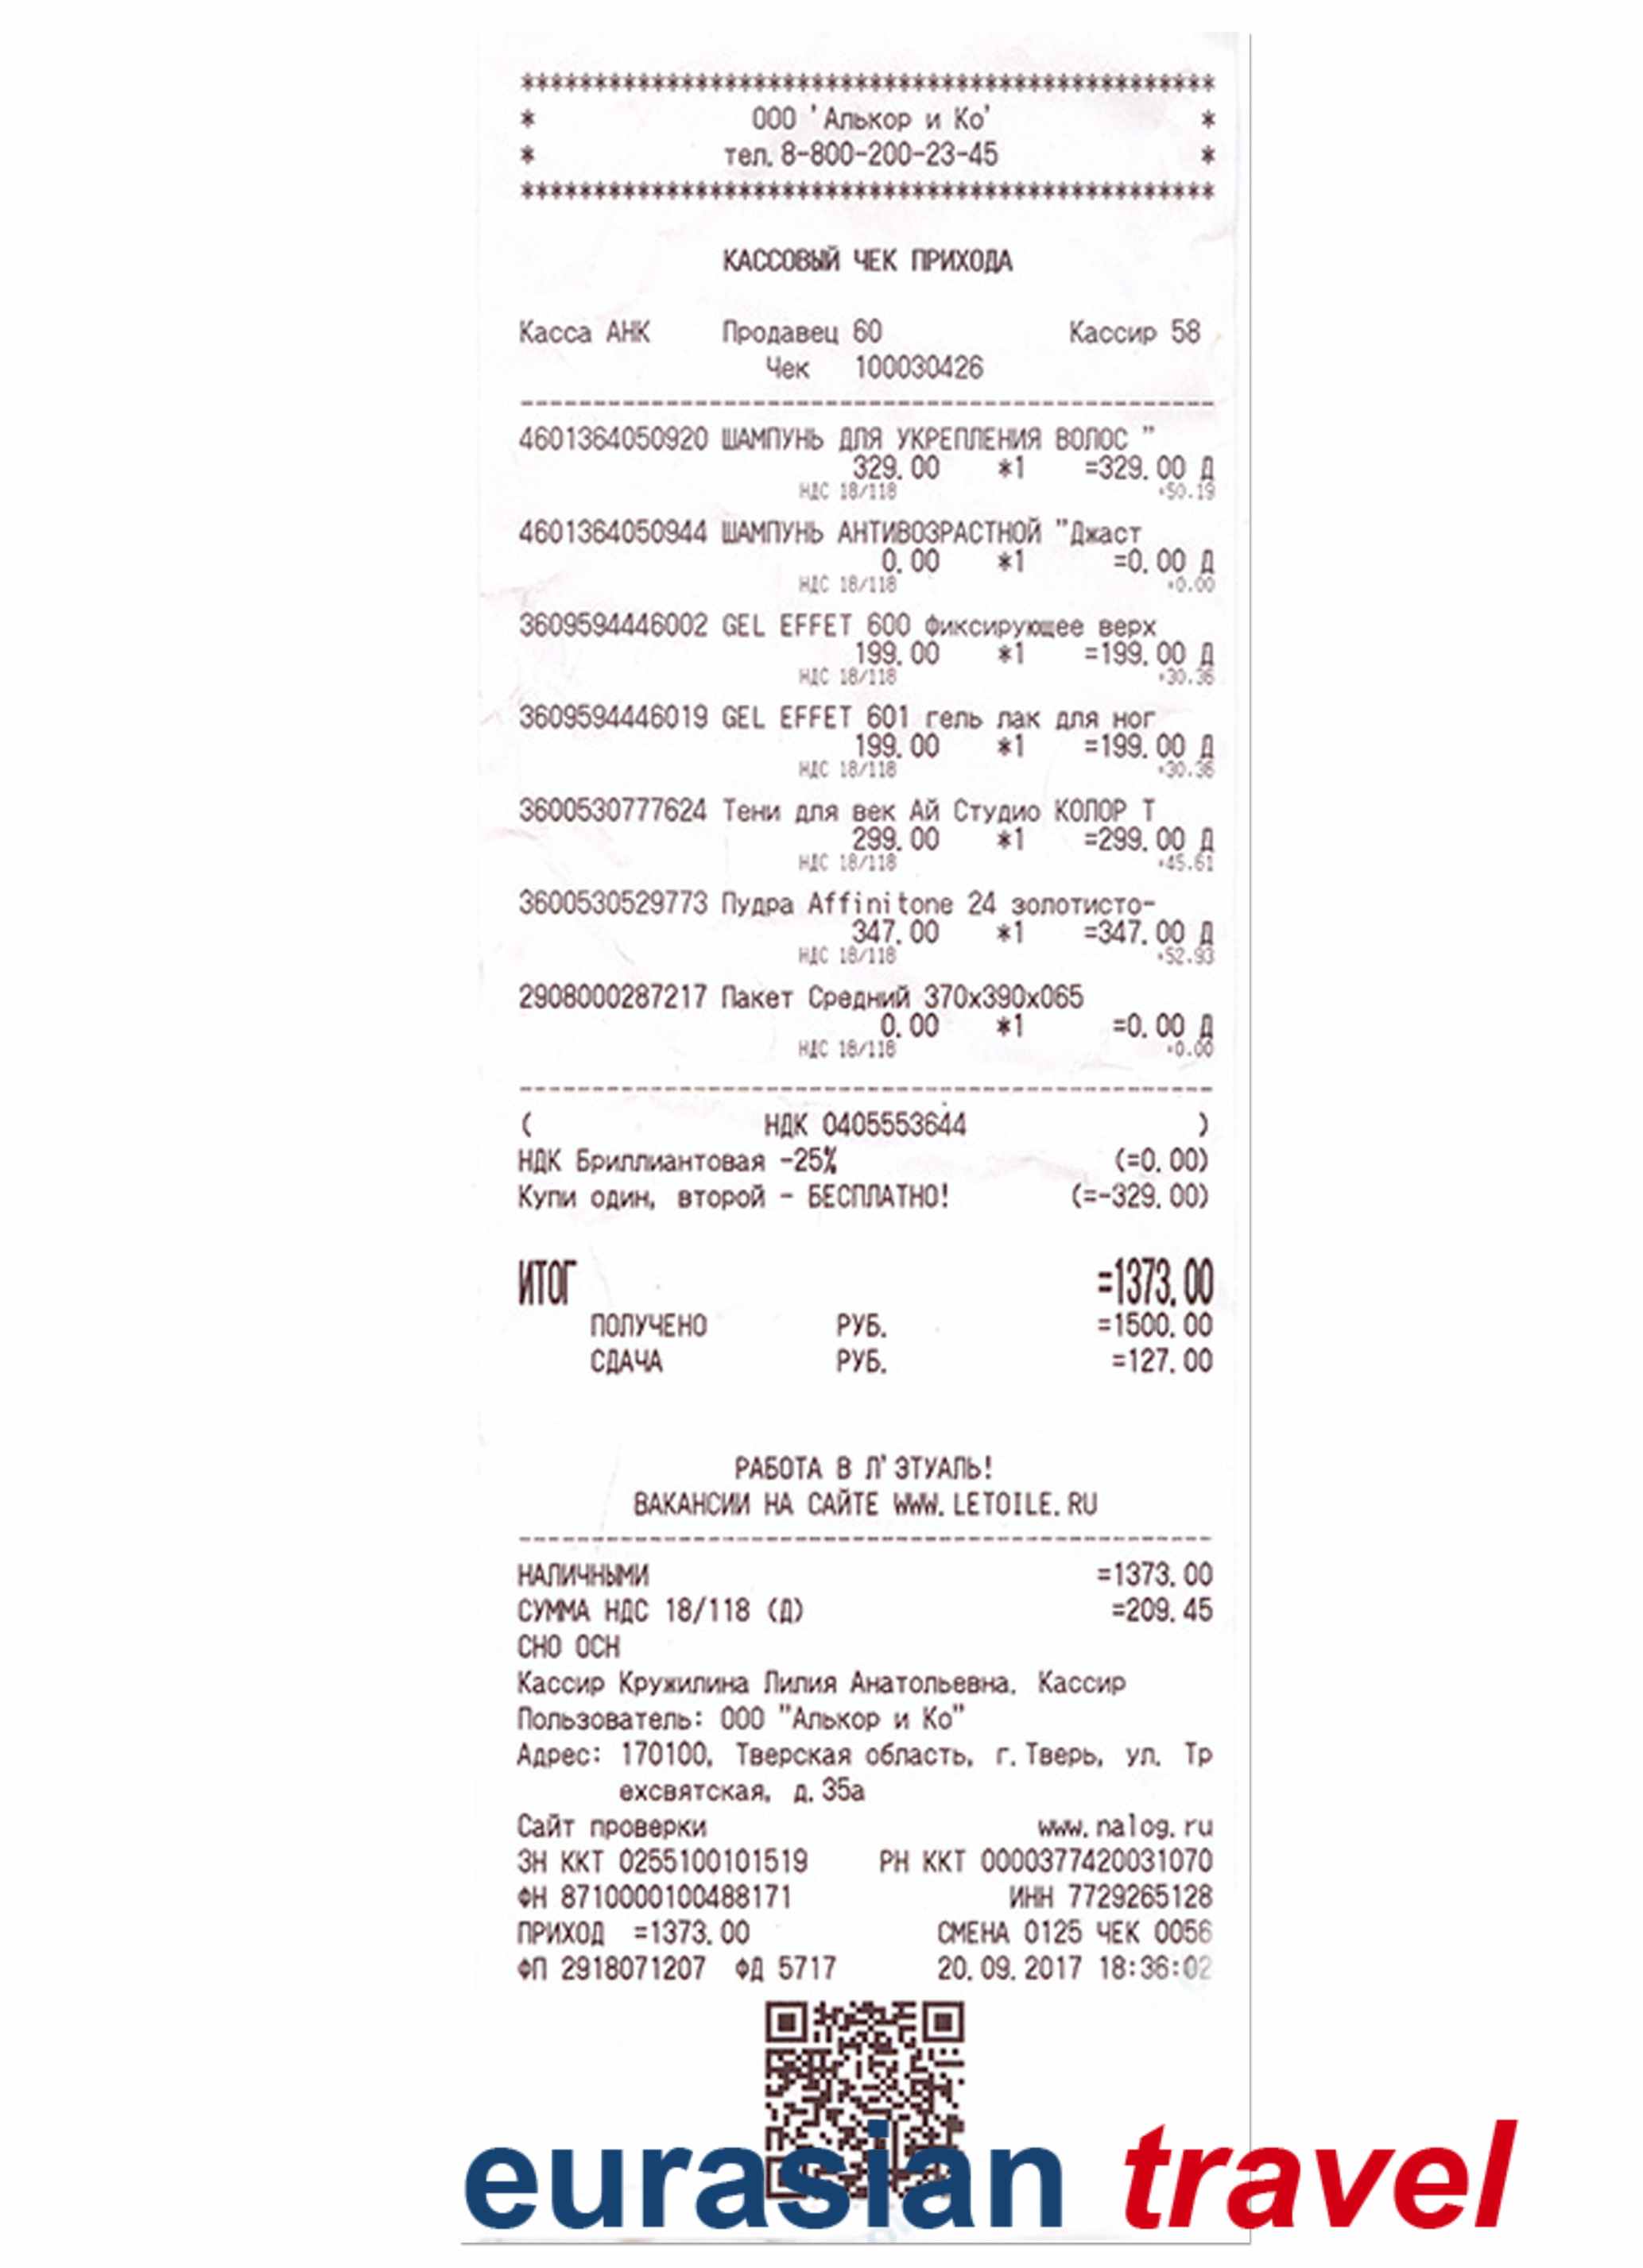 ************************************************
* ООО 'Алькор и Ко' *
* тел. 8-800-200-23-45 *
************************************************
КАССОВЫЙ ЧЕК ПРИХОДА
Касса АНК Продавец 60 Кассир 58
Чек 100030426
------------------------------------------------
4601364050920 ШАМПУНЬ ДЛЯ УКРЕПЛЕНИЯ ВОЛОС "
329.00 *1 =329.00 Д
НДС 18/118 *50.19
4601364050944 ШАМПУНЬ АНТИВОЗРАСТНОЙ "Джаст
0.00 *1 =0.00 Д
НДС 18/118 *0.00
3609594446002 GEL EFFET 600 фиксирующее верх
199.00 *1 =199.00 Д
НДС 18/118 *30.36
3609594446019 GEL EFFET 601 гель лак для ног
199.00 *1 =199.00 Д
НДС 18/118 *30.36
3600530777624 Тени для век Ай Студио КОЛОР Т
299.00 *1 =299.00 Д
НДС 18/118 *45.61
3600530529773 Пудра Affinitone 24 золотисто-
347.00 *1 =347.00 Д
НДС 18/118 *52.93
2908000287217 Пакет Средний 370x390x065
0.00 *1 =0.00 Д
НДС 18/118 *0.00
------------------------------------------------
( НДК 0405553644 )
НДК Бриллиантовая -25% (=0.00)
Купи один, второй - БЕСПЛАТНО! (=-329.00)
ИТОГ =1373.00
ПОЛУЧЕНО РУБ. =1500.00
СДАЧА РУБ. =127.00
РАБОТА В Л'ЭТУАЛЬ!
ВАКАНСИИ НА САЙТЕ WWW.LETOILE.RU
------------------------------------------------
НАЛИЧНЫМИ =1373.00
СУММА НДС 18/118 (Д) =209.45
СНО ОСН
Кассир Кружилина Лилия Анатольевна, Кассир
Пользователь: ООО "Алькор и Ко"
Адрес: 170100, Тверская область, г.Тверь, ул. Тр
ехсвятская, д.35а
Сайт проверки www.nalog.ru
ЗН ККТ 0255100101519 РН ККТ 0000377420031070
ФН 8710000100488171 ИНН 7729265128
ПРИХОД =1373.00 СМЕНА 0125 ЧЕК 0056
ФП 2918071207 ФД 5717 20.09.2017 18:36:02
eurasian travel